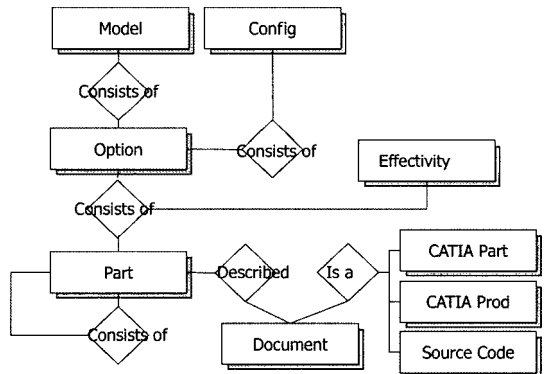 Model
Config
Consists of
Option
Consists of
Effectivity
Consists of
Part
Described
Is a
CATIA Part
CATIA Prod
Consists of
Document
Source Code